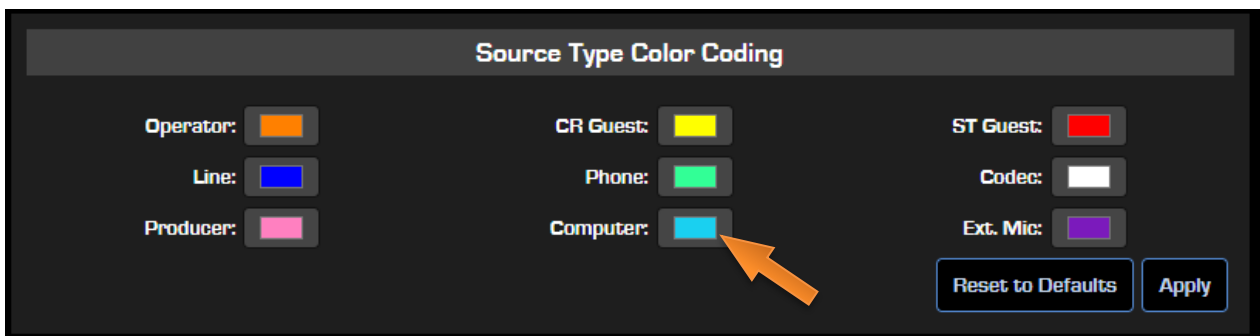 Source Type Color Coding
Operator: CR Guest: ST Guest:
Line: Phone: Codec:
Producer: Computer: Ext. Mic:
Reset to Defaults Apply